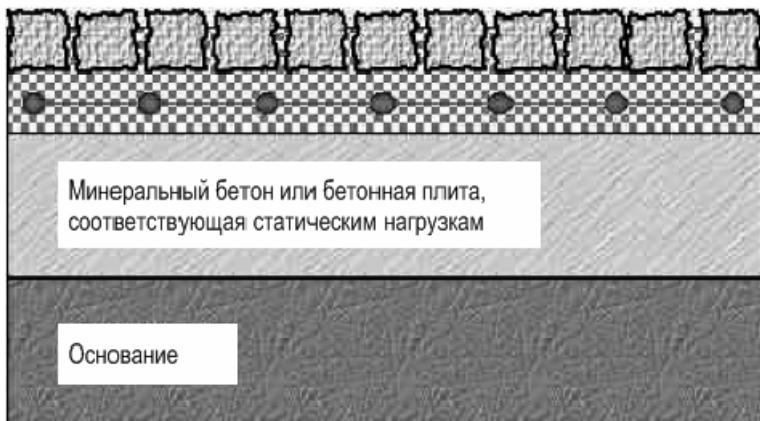 Минеральный бетон или бетонная плита,
соответствующая статическим нагрузкам
Основание